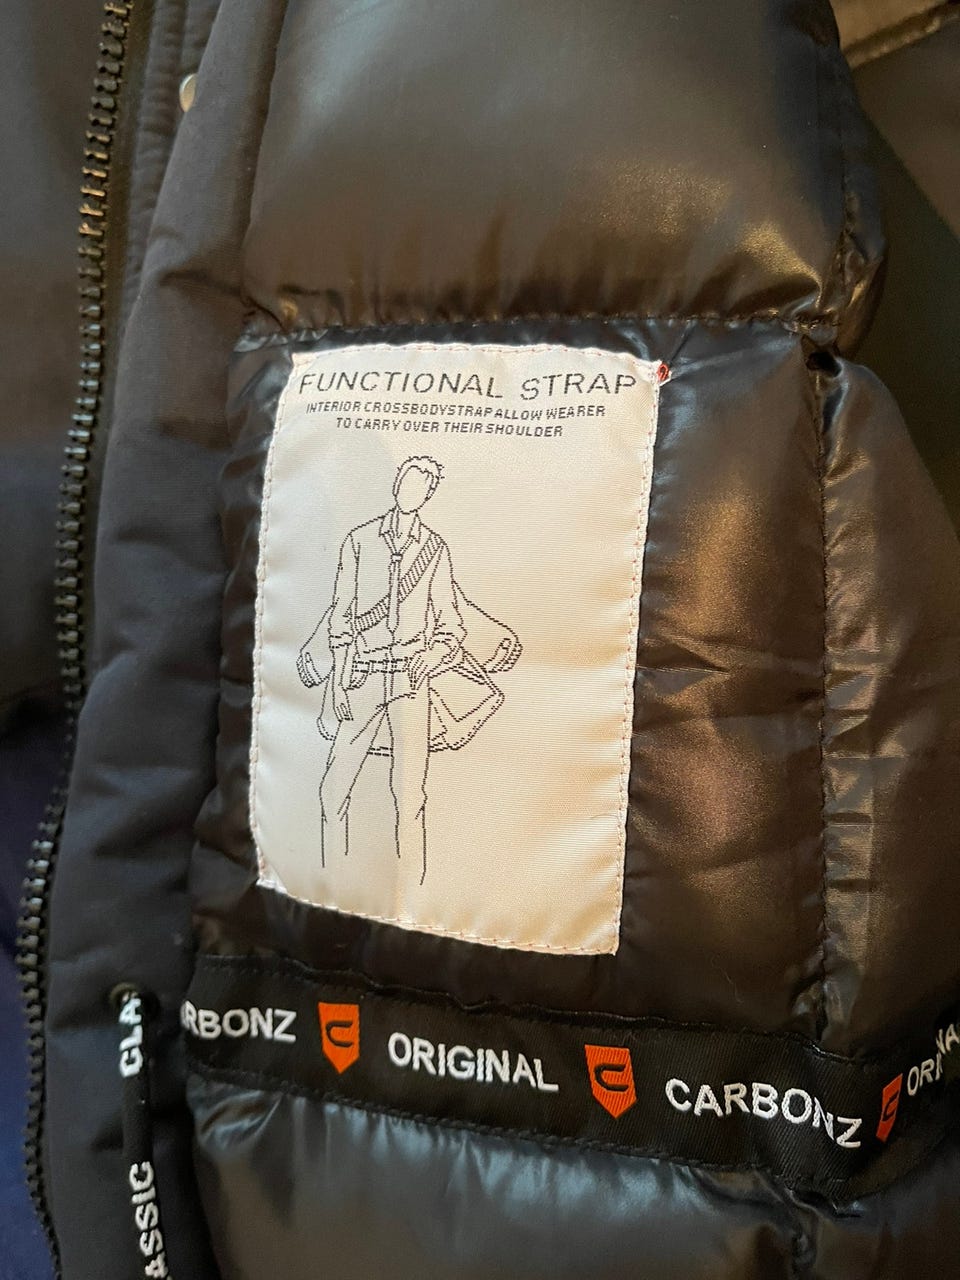 FUNCTIONAL STRAP
INTERIOR CROSSBODYSTRAP ALLOW WEARER
TO CARRY OVER THEIR SHOULDER
RBONZ ORIGINAL CARBONZ
CLA
ASSIC